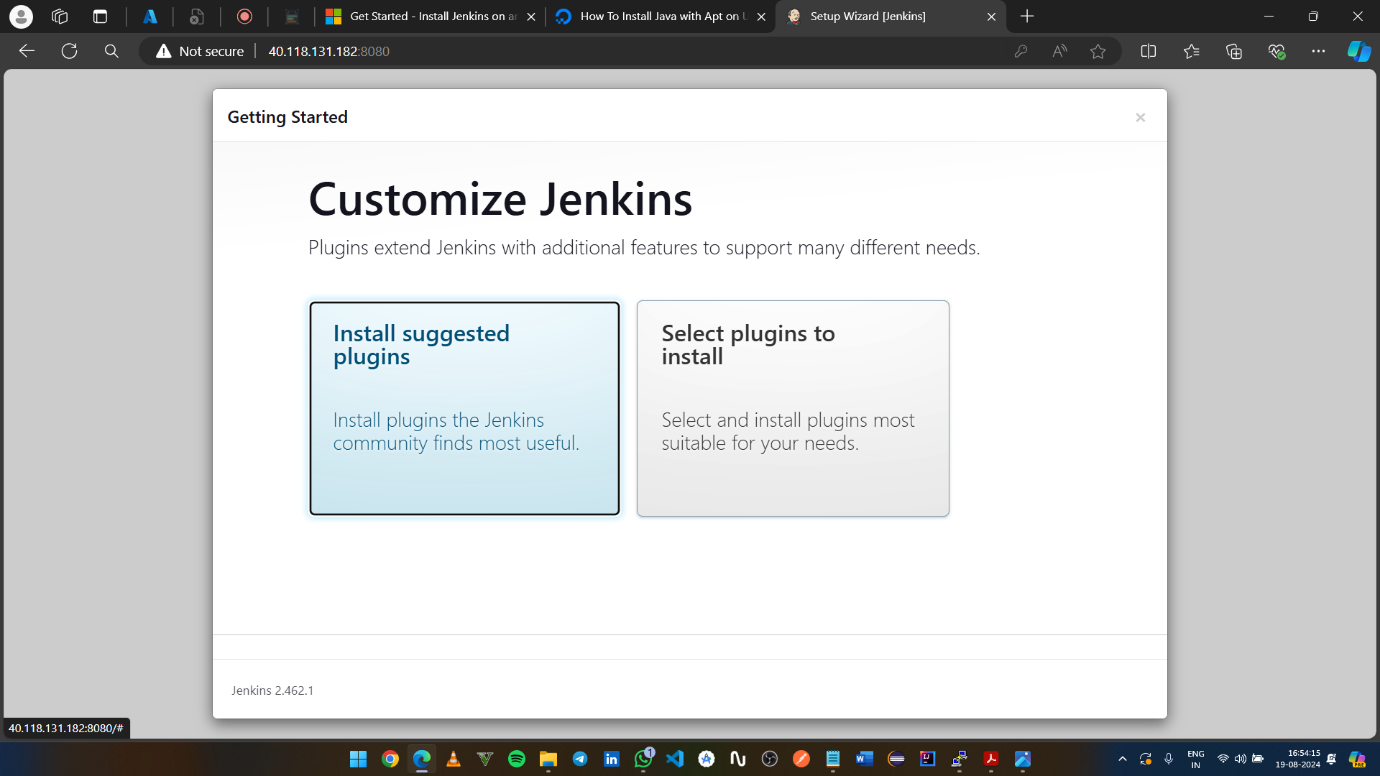 Get Started - Install Jenkins on an
How To Install Java with Apt on U
Setup Wizard [Jenkins]
Not secure
40.118.131.182:8080
Getting Started
Customize Jenkins
Plugins extend Jenkins with additional features to support many different needs.
Install suggested
plugins
Install plugins the Jenkins
community finds most useful.
Select plugins to
install
Select and install plugins most
suitable for your needs.
Jenkins 2.462.1
40.118.131.182:8080/#
1
ENG
IN
16:54:15
19-08-2024